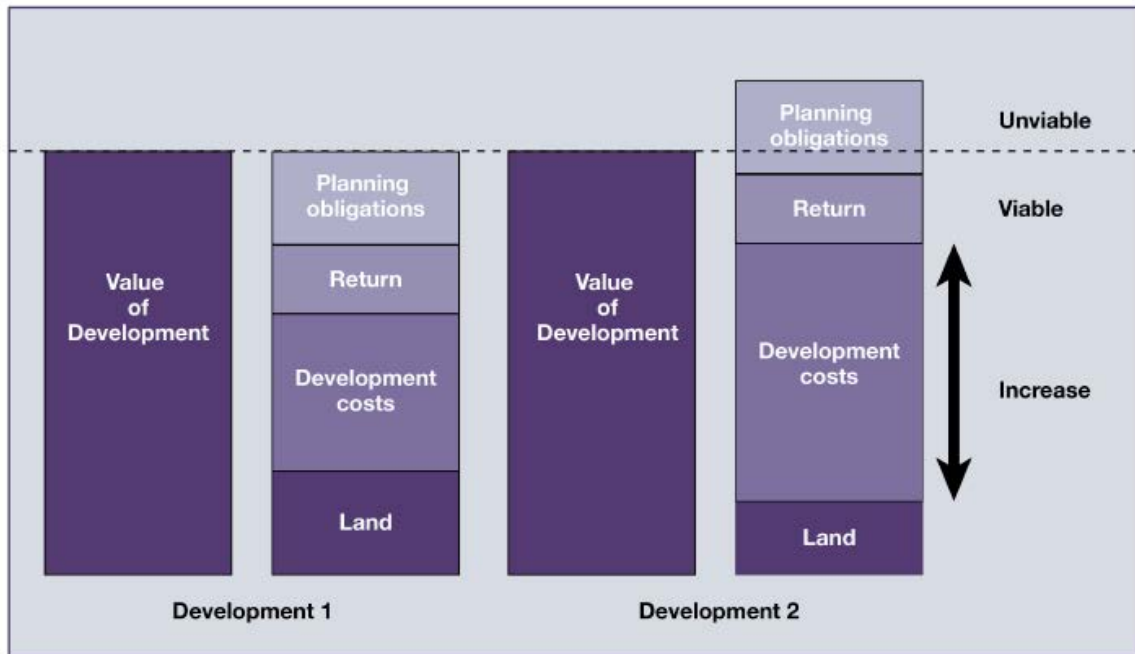 Planning
obligations
Unviable
Planning
obligations
Return
Viable
Value
of
Development
Return
Value
of
Development
Development
costs
Development
costs
Increase
Land
Land
Development 1
Development 2